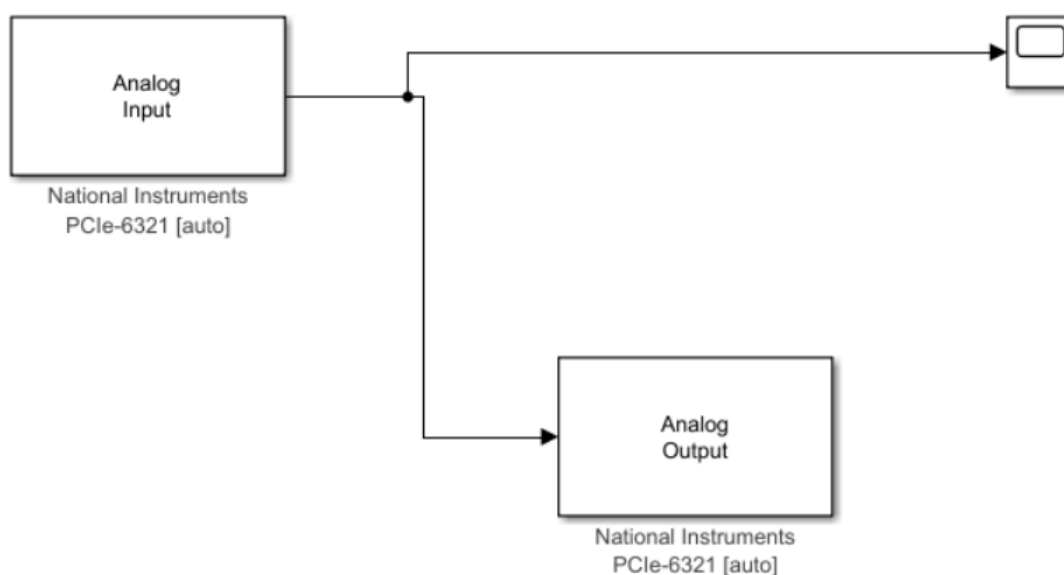 Analog
Input
National Instruments
PCIe-6321 [auto]
Analog
Output
National Instruments
PCIe-6321 [auto]